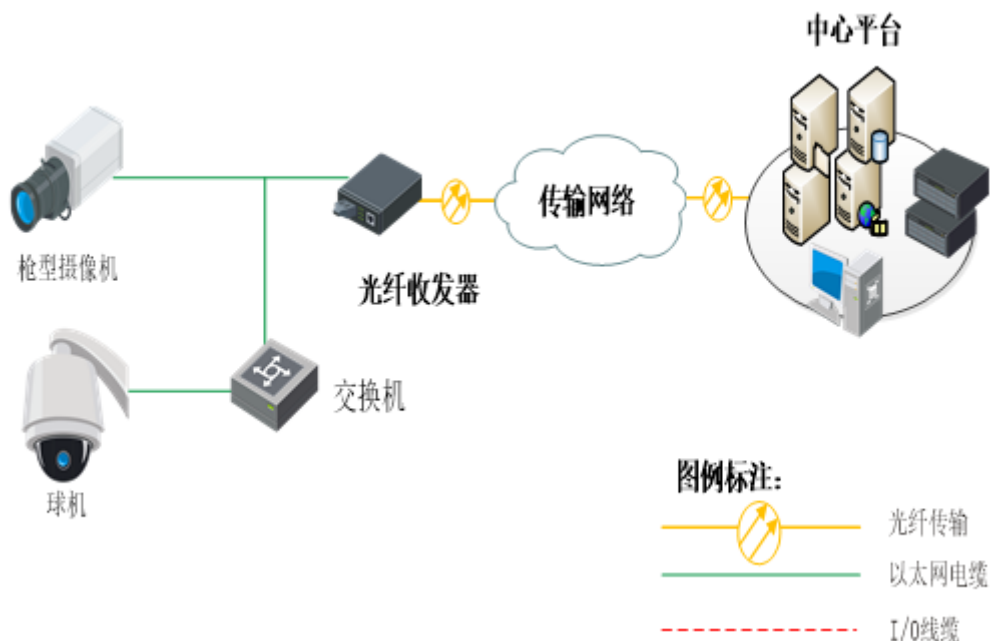 中心平台
传输网络
枪型摄像机
光纤收发器
交换机
球机
图例标注:
光纤传输
以太网电缆
I/O线缆